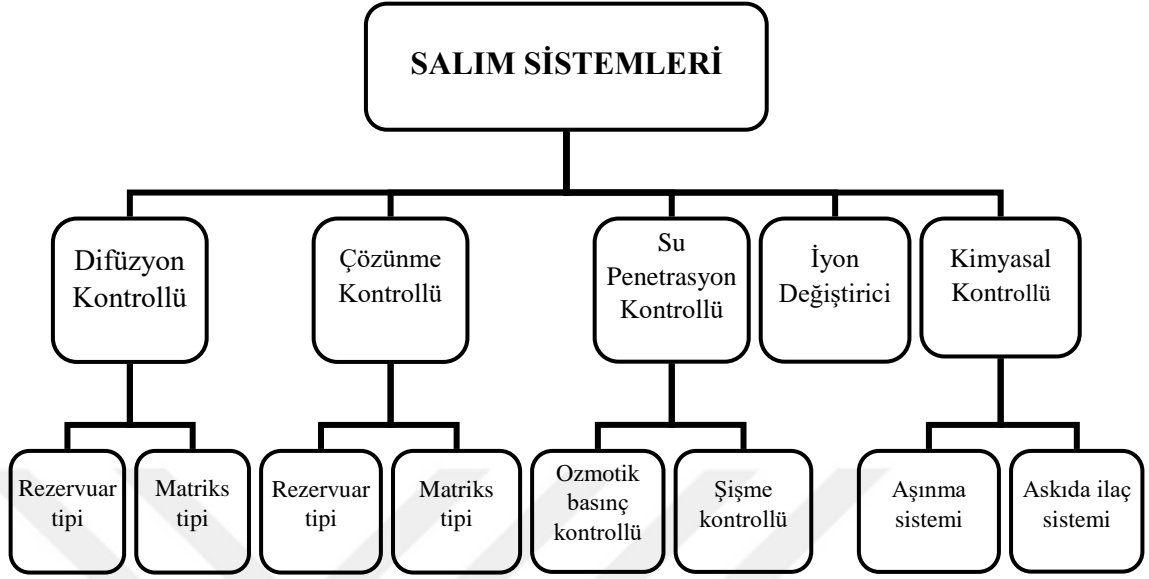 SALIM SİSTEMLERİ
Difüzyon
Kontrollü
Çözünme
Kontrollü
Su
Penetrasyon
Kontrollü
İyon
Değiştirici
Kimyasal
Kontrollü
Rezervuar
tipi
Matriks
tipi
Rezervuar
tipi
Matriks
tipi
Ozmotik
basınç
kontrollü
Şişme
kontrollü
Aşınma
sistemi
Askıda ilaç
sistemi